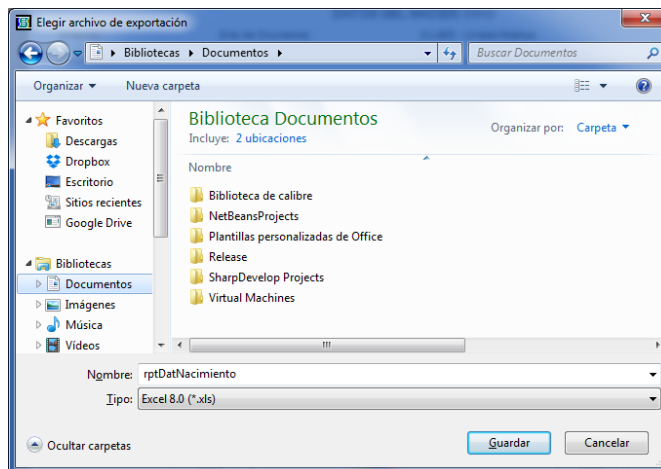 Elegir archivo de exportación
Bibliotecas Documentos
Buscar Documentos
Organizar Nueva carpeta
Favoritos
Descargas
Dropbox
Escritorio
Sitios recientes
Google Drive
Bibliotecas
Documentos
Imágenes
Música
Vídeos
Biblioteca Documentos
Incluye: 2 ubicaciones
Organizar por: Carpeta
Nombre
Biblioteca de calibre
NetBeansProjects
Plantillas personalizadas de Office
Release
SharpDevelop Projects
Virtual Machines
Nombre: rptDatNacimiento
Tipo: Excel 8.0 (*.xls)
Ocultar carpetas
Guardar Cancelar